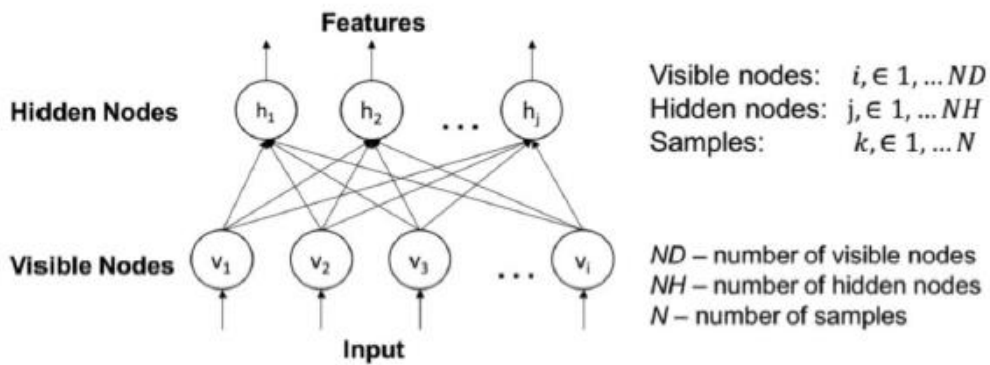 Features
Hidden Nodes
h1
h2
...
hj
Visible nodes: i,∈ 1, ... ND
Hidden nodes: j,∈ 1, ... NH
Samples: k,∈ 1, ... N
Visible Nodes
v1
v2
v3
...
vi
ND – number of visible nodes
NH – number of hidden nodes
N – number of samples
Input